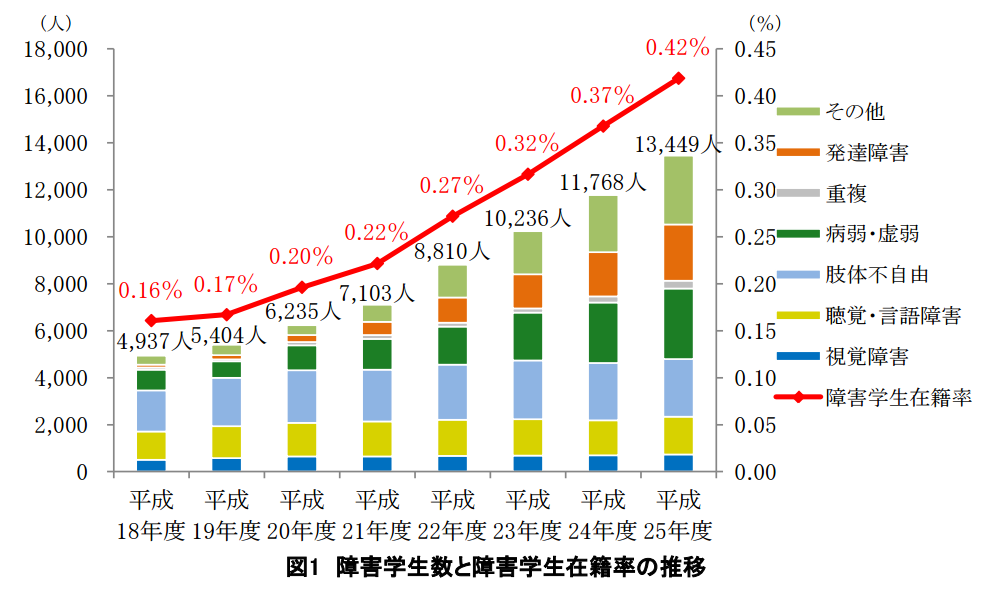 (人)
(%)
18,000
16,000
14,000
12,000
10,000
8,000
6,000
4,000
2,000
0
0.45
0.40
0.35
0.30
0.25
0.20
0.15
0.10
0.05
0.00
0.16%
0.17%
0.20%
0.22%
0.27%
0.32%
0.37%
0.42%
4,937人
5,404人
6,235人
7,103人
8,810人
10,236人
11,768人
13,449人
その他
発達障害
重複
病弱・虚弱
肢体不自由
聴覚・言語障害
視覚障害
障害学生在籍率
平成
18年度
平成
19年度
平成
20年度
平成
21年度
平成
22年度
平成
23年度
平成
24年度
平成
25年度
図1 障害学生数と障害学生在籍率の推移